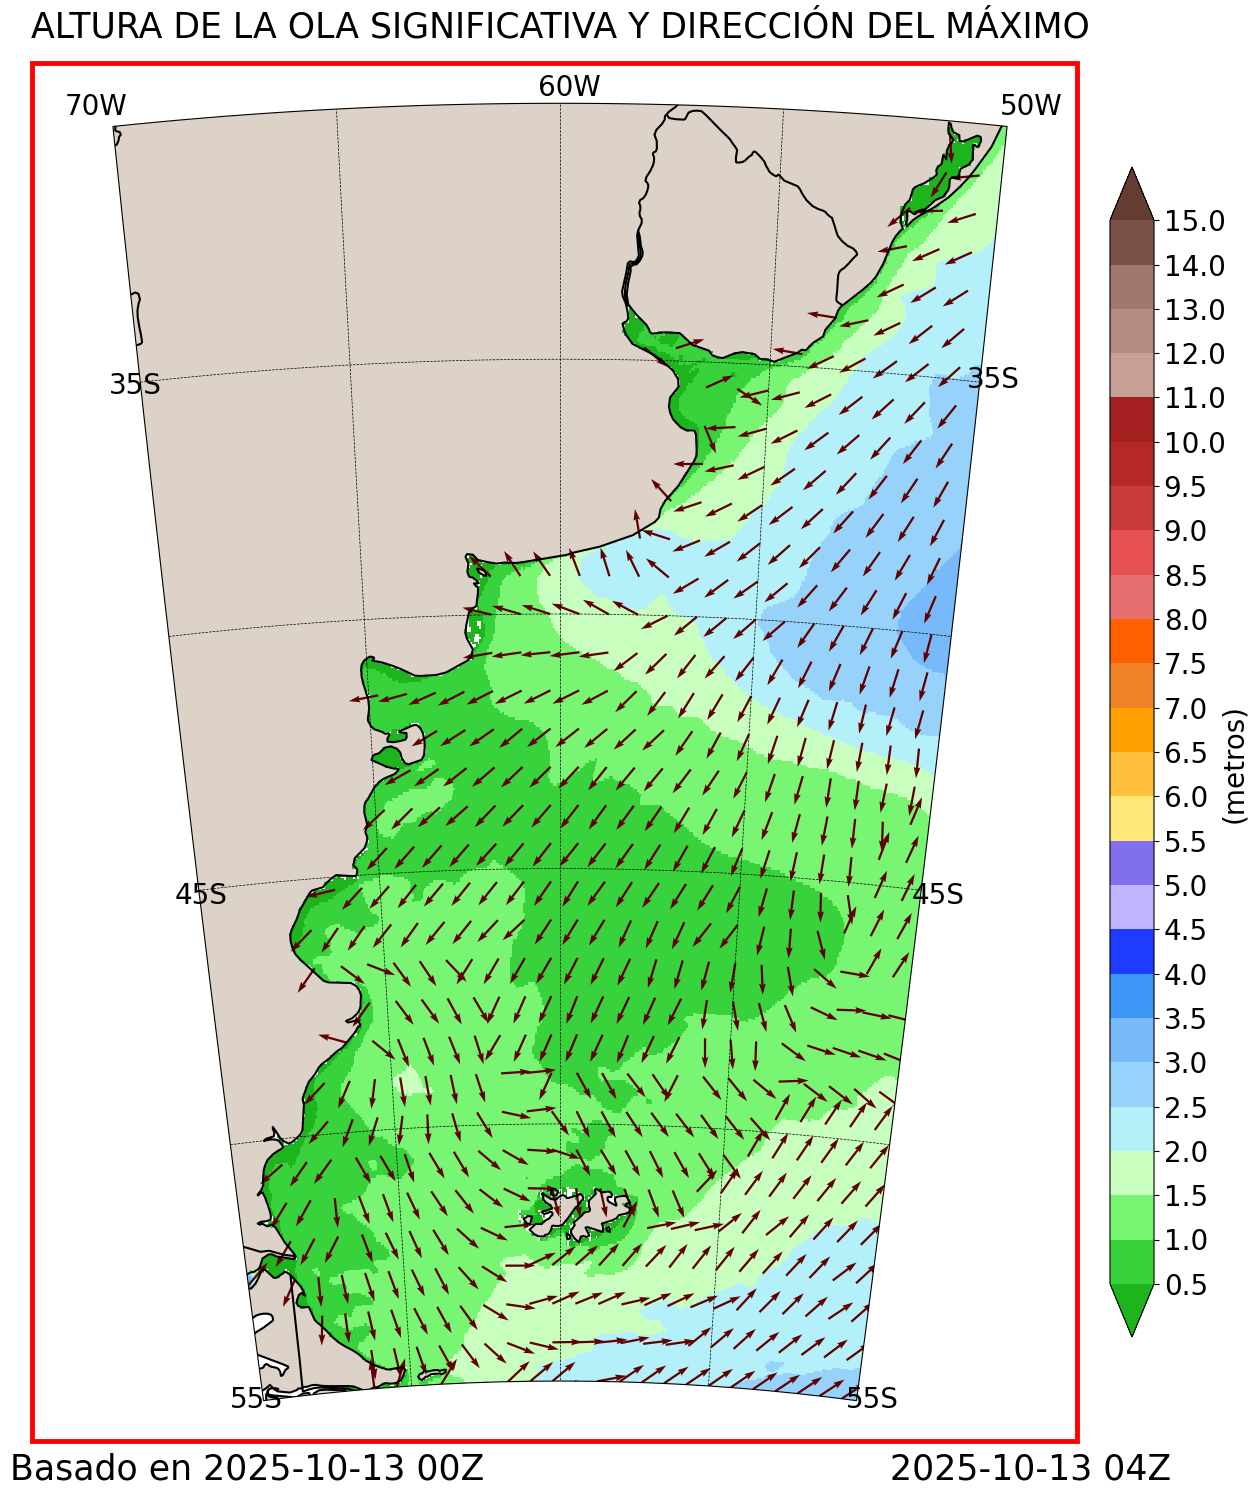 ALTURA DE LA OLA SIGNIFICATIVA Y DIRECCIÓN DEL MÁXIMO
70W
60W
50W
35S
35S
45S
45S
55S
55S
15.0
14.0
13.0
12.0
11.0
10.0
9.5
9.0
8.5
8.0
7.5
7.0
6.5
6.0
5.5
5.0
4.5
4.0
3.5
3.0
2.5
2.0
1.5
1.0
0.5
(metros)
Basado en 2025-10-13 00Z
2025-10-13 04Z